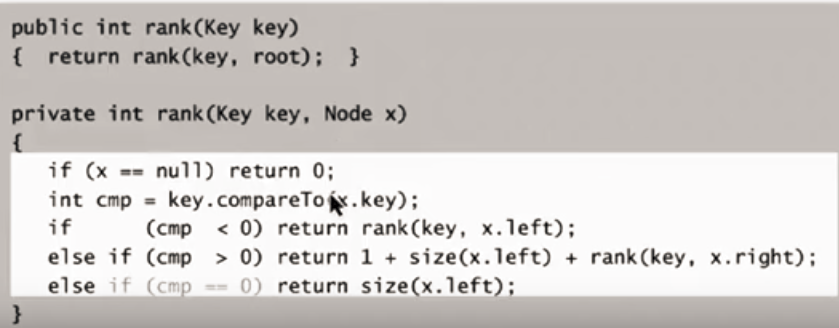 public int rank(Key key)
{ return rank(key, root); }
private int rank(Key key, Node x)
{
if (x == null) return 0;
int cmp = key.compareTo(x.key);
if (cmp < 0) return rank(key, x.left);
else if (cmp > 0) return 1 + size(x.left) + rank(key, x.right);
else if (cmp == 0) return size(x.left);
}